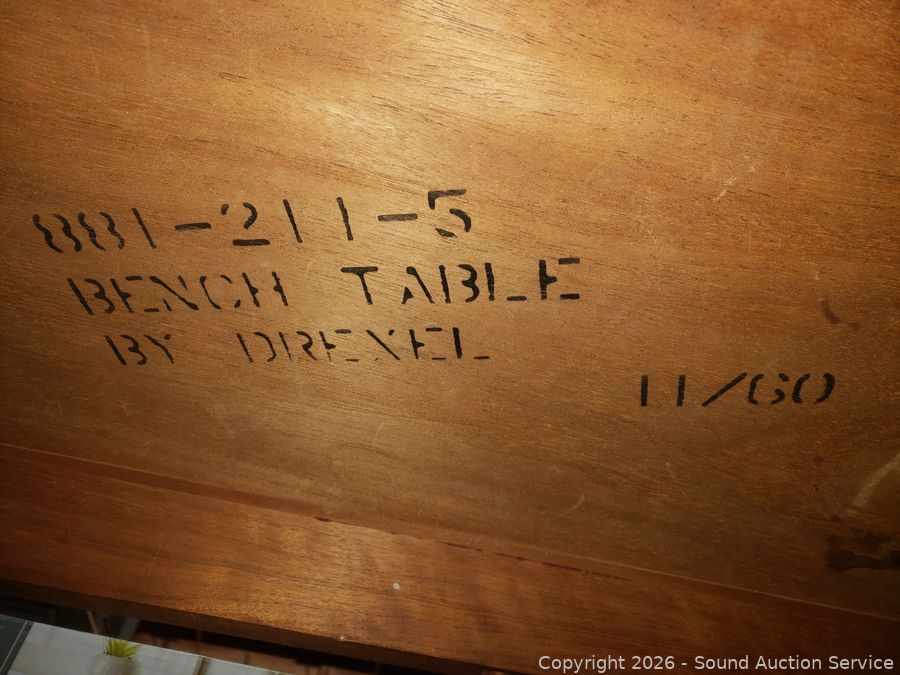 881-211-5
BENCH TABLE
BY DREXEL
11/60
Copyright 2026 - Sound Auction Service